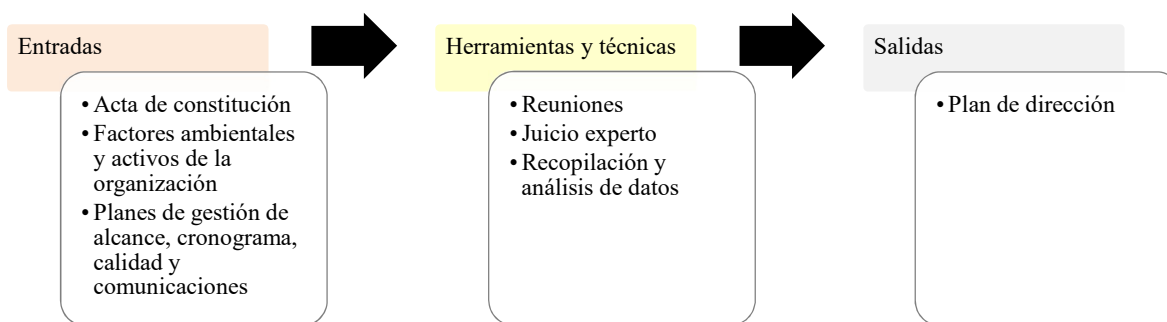 Entradas
• Acta de constitución
• Factores ambientales
y activos de la
organización
• Planes de gestión de
alcance, cronograma,
calidad y
comunicaciones
Herramientas y técnicas
• Reuniones
• Juicio experto
• Recopilación y
análisis de datos
Salidas
• Plan de dirección